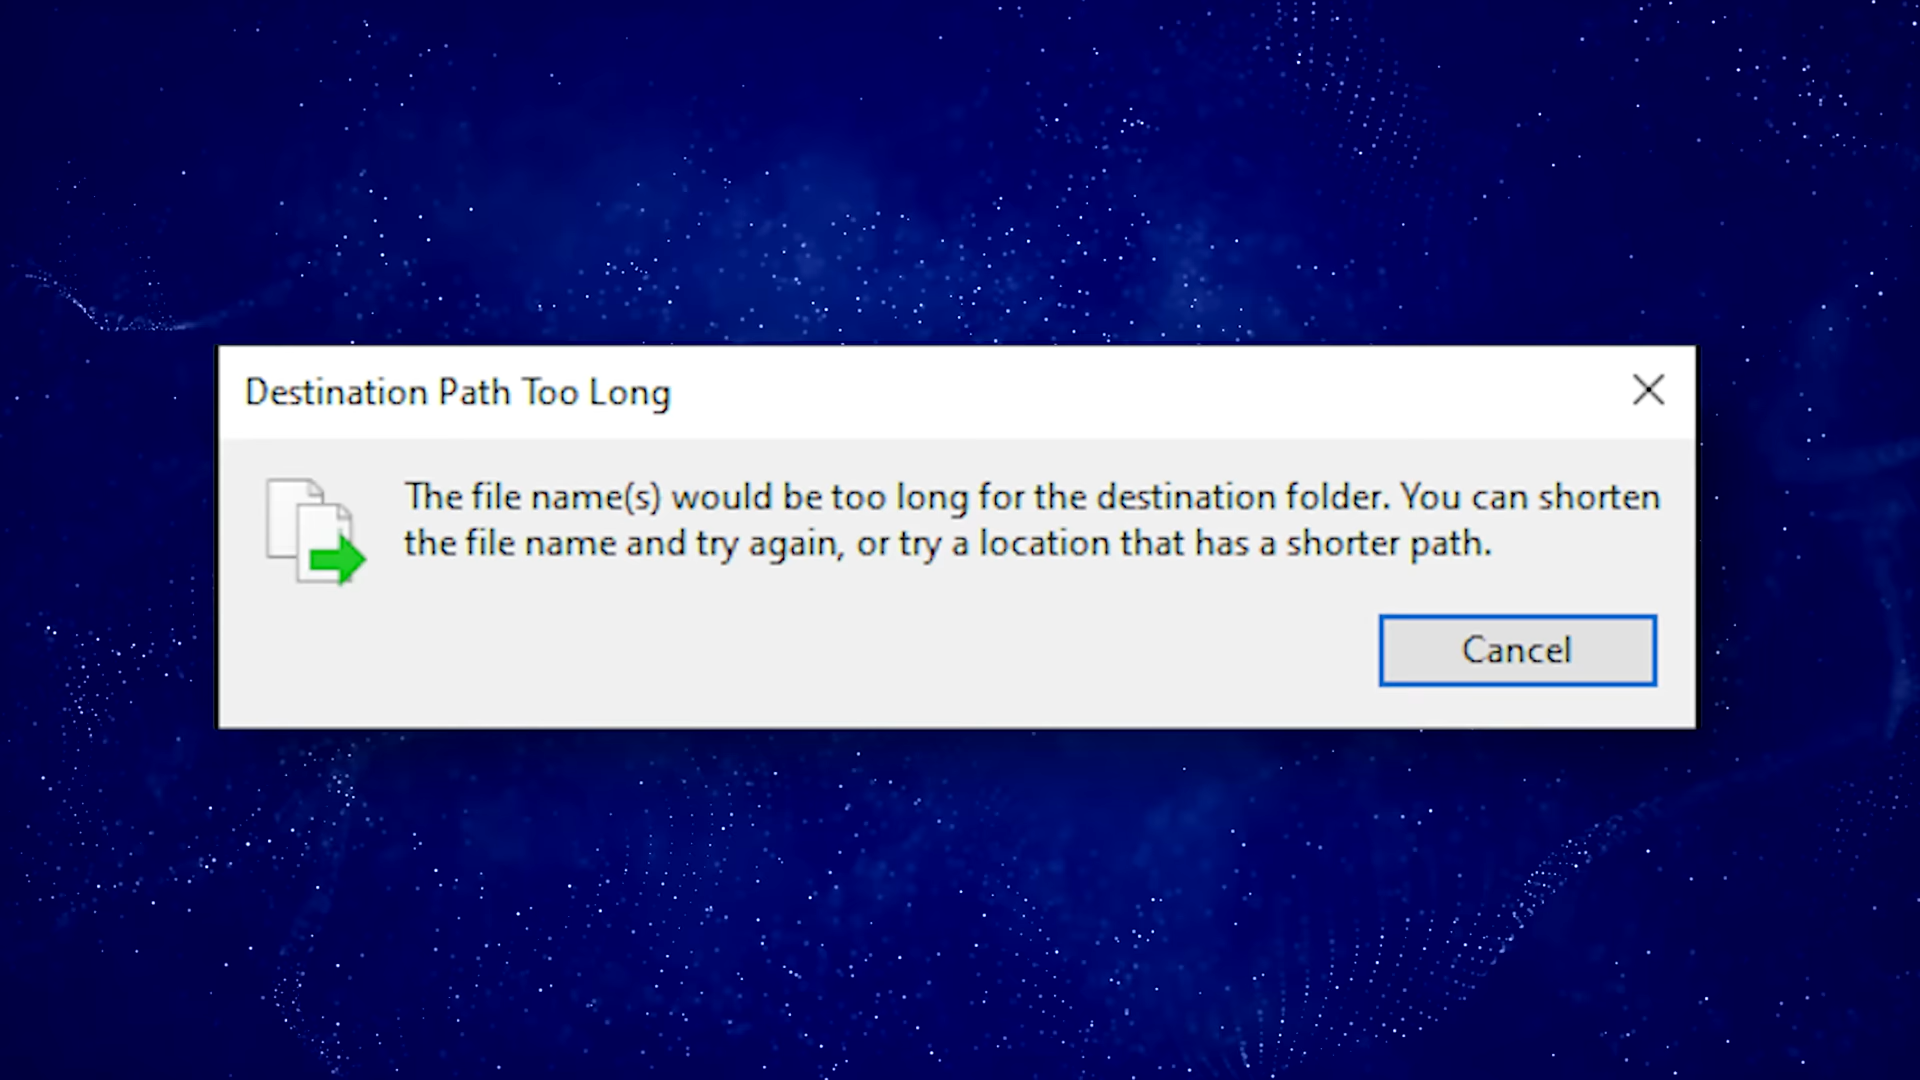 Destination Path Too Long
The file name(s) would be too long for the destination folder. You can shorten
the file name and try again, or try a location that has a shorter path.
Cancel